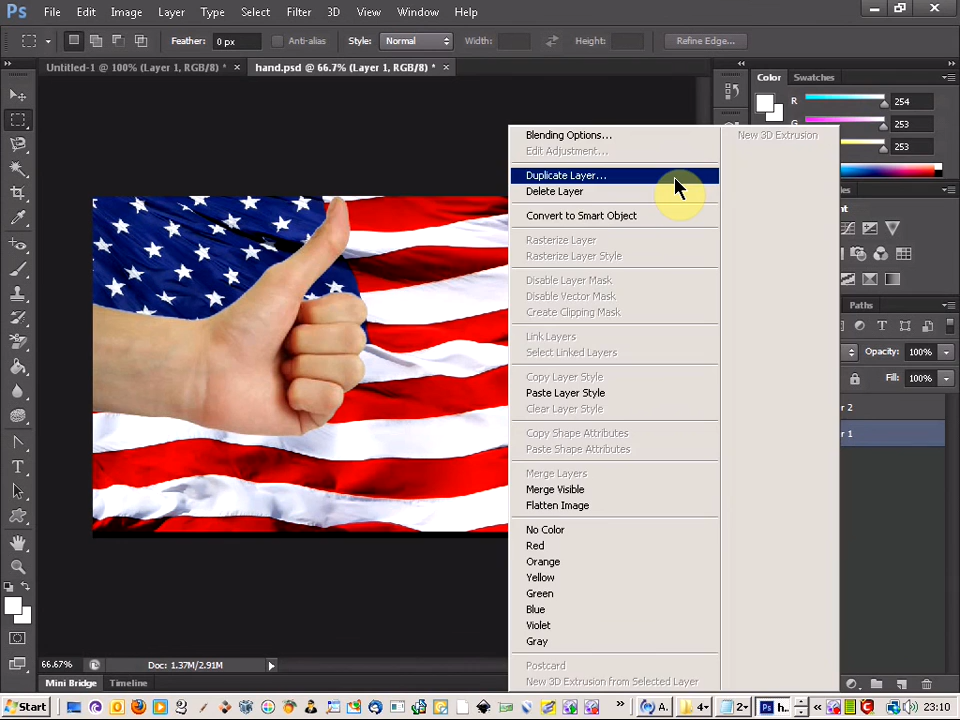 Ps File Edit Image Layer Type Select Filter 3D View Window Help
Feather: 0 px Anti-alias Style: Normal Width: Height: Refine Edge...
Untitled-1 @ 100% (Layer 1, RGB/8) * × hand.psd @ 66.7% (Layer 1, RGB/8) * ×
Color Swatches
R 254
G 253
253
Blending Options...
New 3D Extrusion
Edit Adjustment...
Duplicate Layer...
Delete Layer
Convert to Smart Object
Rasterize Layer
Rasterize Layer Style
Disable Layer Mask
Disable Vector Mask
Create Clipping Mask
Link Layers
Select Linked Layers
Copy Layer Style
Paste Layer Style
Clear Layer Style
Copy Shape Attributes
Paste Shape Attributes
Merge Layers
Merge Visible
Flatten Image
No Color
Red
Orange
Yellow
Green
Blue
Violet
Gray
Postcard
New 3D Extrusion from Selected Layer
Paths
Opacity: 100%
Fill: 100%
r 2
r 1
66.67% Doc: 1.37M/2.91M
Mini Bridge Timeline
Start A. 4 2 h. 23:10